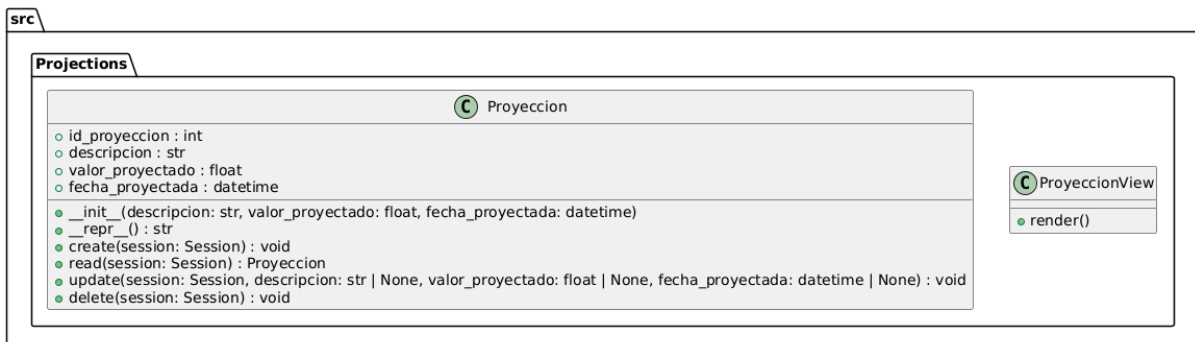 src
Projections
C Proyeccion
id_proyeccion : int
descripcion : str
valor_proyectado : float
fecha_proyectada : datetime
__init__(descripcion: str, valor_proyectado: float, fecha_proyectada: datetime)
__repr__() : str
create(session: Session) : void
read(session: Session) : Proyeccion
update(session: Session, descripcion: str | None, valor_proyectado: float | None, fecha_proyectada: datetime | None) : void
delete(session: Session) : void
C ProyeccionView
render()